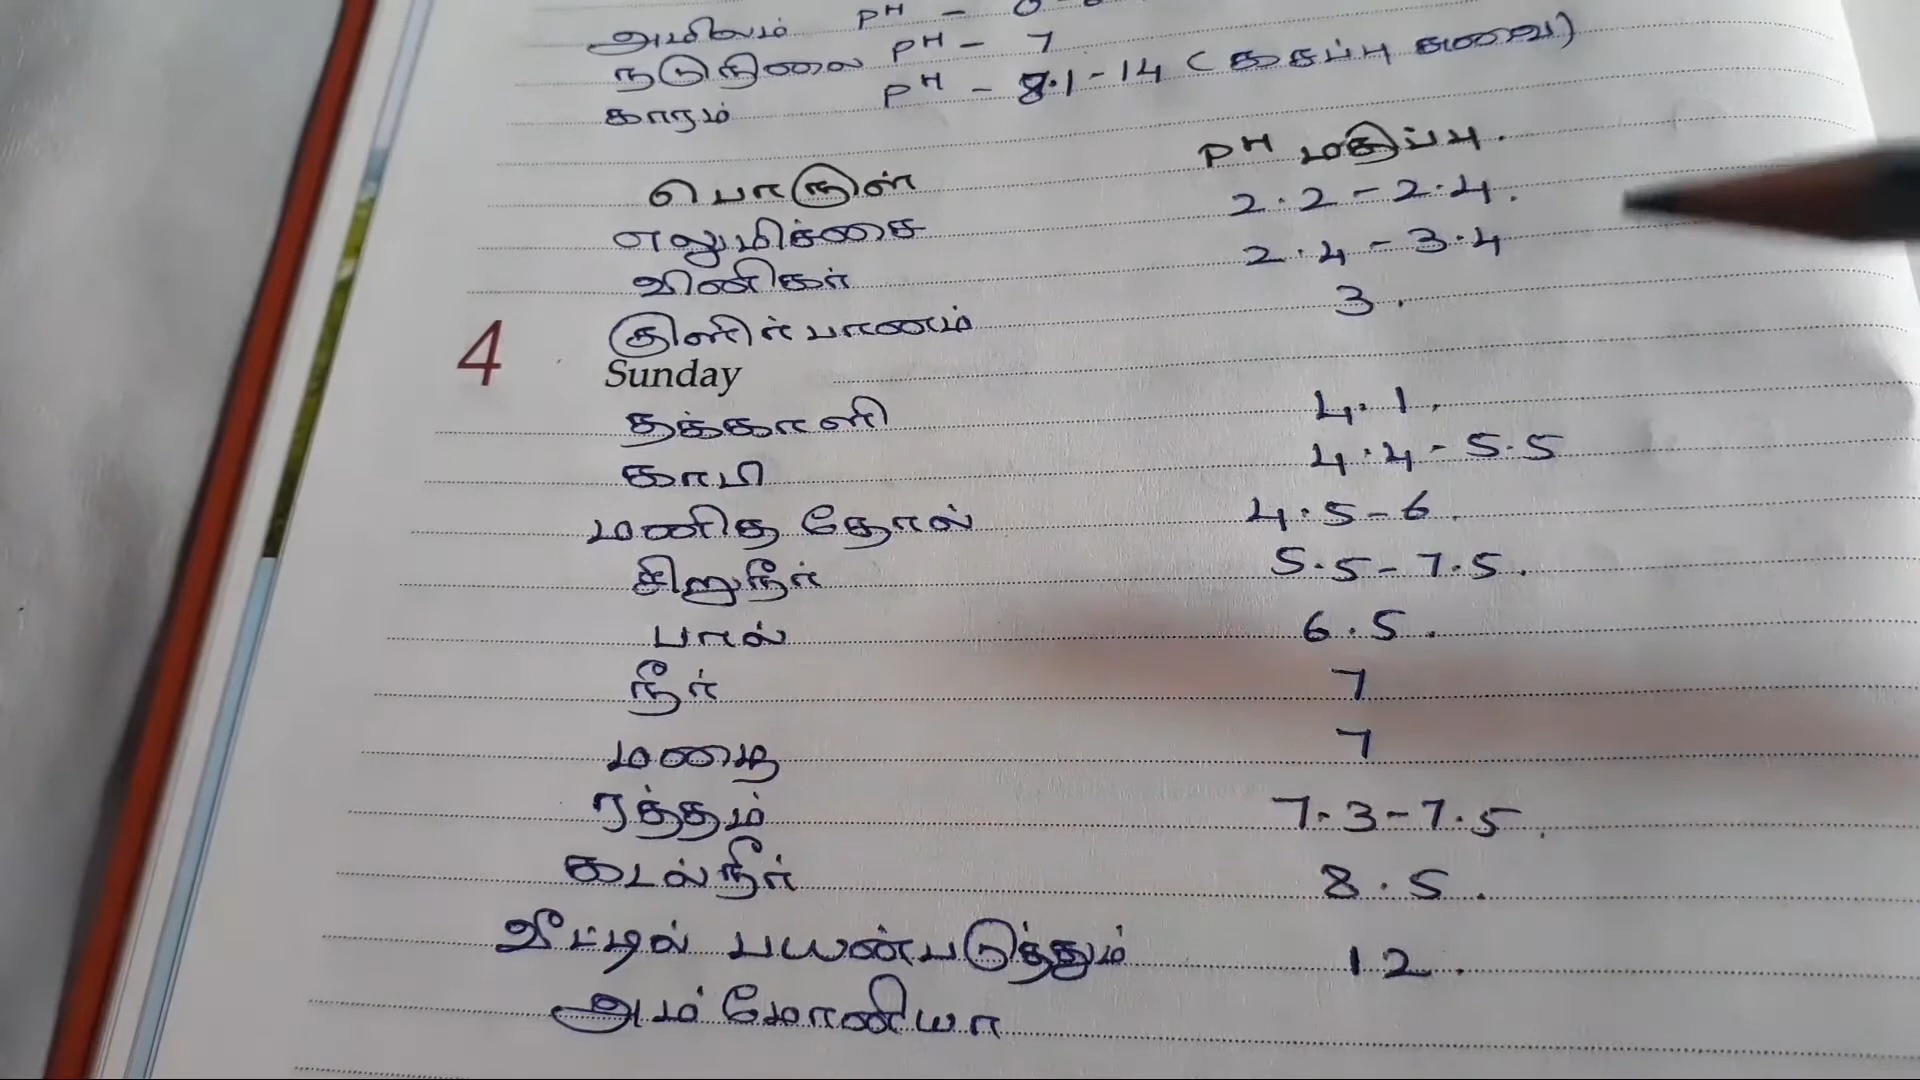 அமிலம் PH - 0
நடுநிலை PH - 7
காரம் PH - 8.1 - 14 (கசப்பு சுவை)
பொருள் PH மதிப்பு.
எலுமிச்சை 2.2 - 2.4.
வினிகர் 2.4 - 3.4
குளிர்பானம் 3.
4 Sunday
தக்காளி 4.1.
காபி 4.4 - 5.5
மனித தோல் 4.5 - 6.
சிறுநீர் 5.5 - 7.5.
பால் 6.5.
நீர் 7
மழை 7
ரத்தம் 7.3 - 7.5.
கடல்நீர் 8.5.
வீட்டில் பயன்படுத்தும் 12.
அம்மோனியா